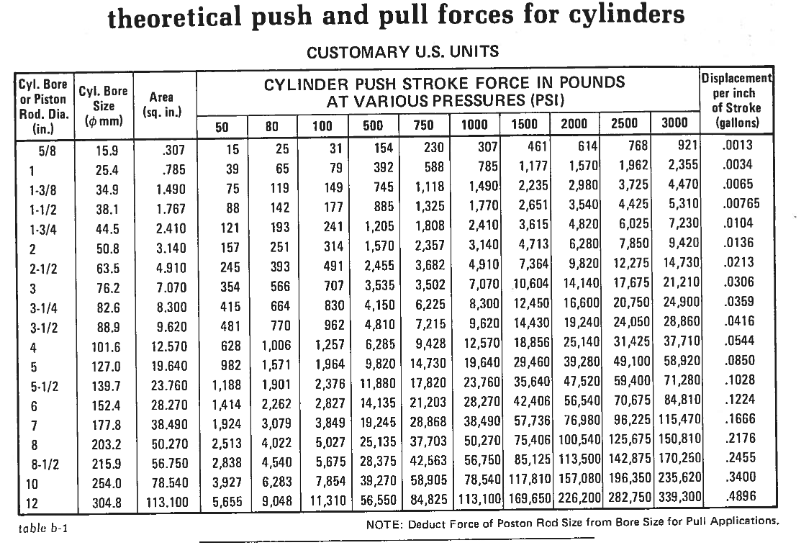 theoretical push and pull forces for cylinders
CUSTOMARY U.S. UNITS
Cyl. Bore or Piston Rod. Dia. (in.) Cyl. Bore Size (ϕ mm) Area (sq. in.) CYLINDER PUSH STROKE FORCE IN POUNDS AT VARIOUS PRESSURES (PSI) Displacement per inch of Stroke (gallons)
50 80 100 500 750 1000 1500 2000 2500 3000
5/8 15.9 .307 15 25 31 154 230 307 461 614 768 921 .0013
1 25.4 .785 39 65 79 392 588 785 1,177 1,570 1,962 2,355 .0034
1-3/8 34.9 1.490 75 119 149 745 1,118 1,490 2,235 2,980 3,725 4,470 .0065
1-1/2 38.1 1.767 88 142 177 885 1,325 1,770 2,651 3,540 4,425 5,310 .00765
1-3/4 44.5 2.410 121 193 241 1,205 1,808 2,410 3,615 4,820 6,025 7,230 .0104
2 50.8 3.140 157 251 314 1,570 2,357 3,140 4,713 6,280 7,850 9,420 .0136
2-1/2 63.5 4.910 245 393 491 2,455 3,682 4,910 7,364 9,820 12,275 14,730 .0213
3 76.2 7.070 354 566 707 3,535 3,502 7,070 10,604 14,140 17,675 21,210 .0306
3-1/4 82.6 8.300 415 664 830 4,150 6,225 8,300 12,450 16,600 20,750 24,900 .0359
3-1/2 88.9 9.620 481 770 962 4,810 7,215 9,620 14,430 19,240 24,050 28,860 .0416
4 101.6 12.570 628 1,006 1,257 6,285 9,428 12,570 18,856 25,140 31,425 37,710 .0544
5 127.0 19.640 982 1,571 1,964 9,820 14,730 19,640 29,460 39,280 49,100 58,920 .0850
5-1/2 139.7 23.760 1,188 1,901 2,376 11,880 17,820 23,760 35,640 47,520 59,400 71,280 .1028
6 152.4 28.270 1,414 2,262 2,827 14,135 21,203 28,270 42,406 56,540 70,675 84,810 .1224
7 177.8 38.490 1,924 3,079 3,849 19,245 28,868 38,490 57,736 76,980 96,225 115,470 .1666
8 203.2 50.270 2,513 4,022 5,027 25,135 37,703 50,270 75,406 100,540 125,675 150,810 .2176
8-1/2 215.9 56.750 2,838 4,540 5,675 28,375 42,563 56,750 85,125 113,500 142,875 170,250 .2455
10 254.0 78.540 3,927 6,283 7,854 39,270 58,905 78,540 117,810 157,080 196,350 235,620 .3400
12 304.8 113.100 5,655 9,048 11,310 56,550 84,825 113,100 169,650 226,200 282,750 339,300 .4896
table b-1 NOTE: Deduct Force of Poston Rod Size from Bore Size for Pull Applications.